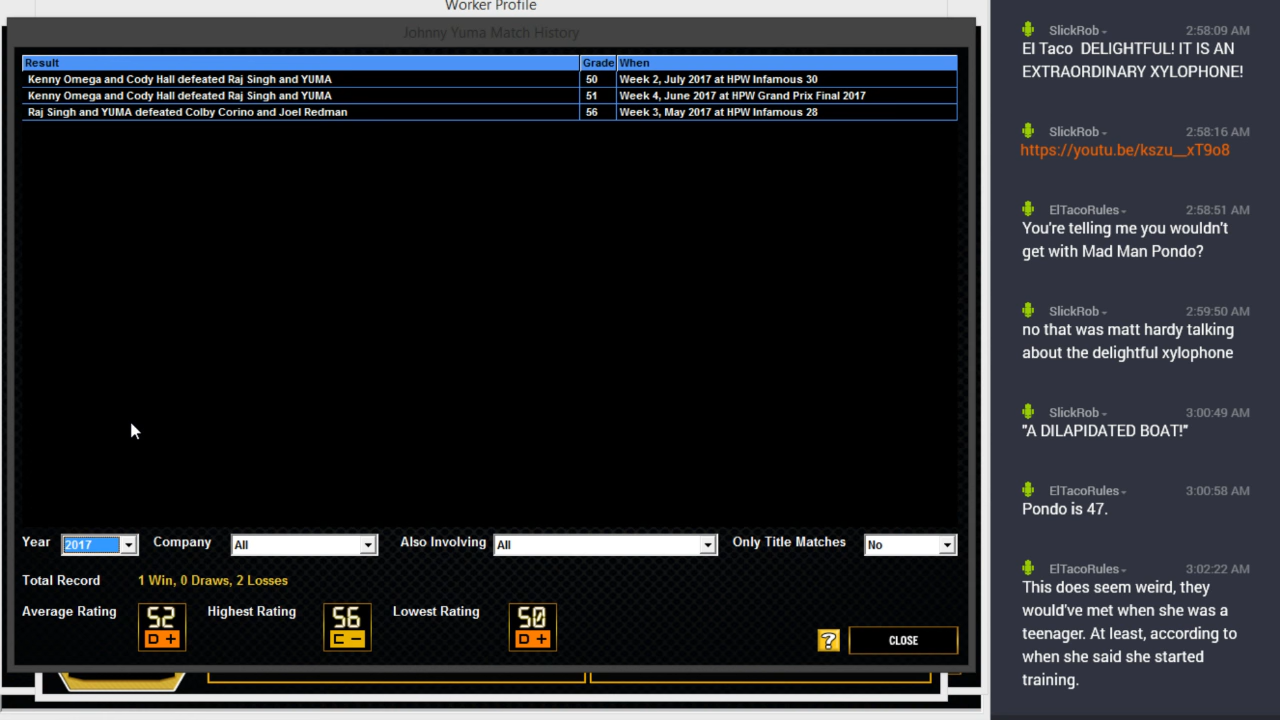 Worker Profile
Johnny Yuma Match History
Result Grade When
Kenny Omega and Cody Hall defeated Raj Singh and YUMA 50 Week 2, July 2017 at HPW Infamous 30
Kenny Omega and Cody Hall defeated Raj Singh and YUMA 51 Week 4, June 2017 at HPW Grand Prix Final 2017
Raj Singh and YUMA defeated Colby Corino and Joel Redman 56 Week 3, May 2017 at HPW Infamous 28
Year 2017 Company All Also Involving All Only Title Matches No
Total Record 1 Win, 0 Draws, 2 Losses
Average Rating 52 D+ Highest Rating 56 C- Lowest Rating 50 D+
? CLOSE
SlickRob 2:58:09 AM
El Taco DELIGHTFUL! IT IS AN
EXTRAORDINARY XYLOPHONE!
SlickRob 2:58:16 AM
https://youtu.be/kszu__xT9o8
ElTacoRules 2:58:51 AM
You're telling me you wouldn't
get with Mad Man Pondo?
SlickRob 2:59:50 AM
no that was matt hardy talking
about the delightful xylophone
SlickRob 3:00:49 AM
"A DILAPIDATED BOAT!"
ElTacoRules 3:00:58 AM
Pondo is 47.
ElTacoRules 3:02:22 AM
This does seem weird, they
would've met when she was a
teenager. At least, according to
when she said she started
training.